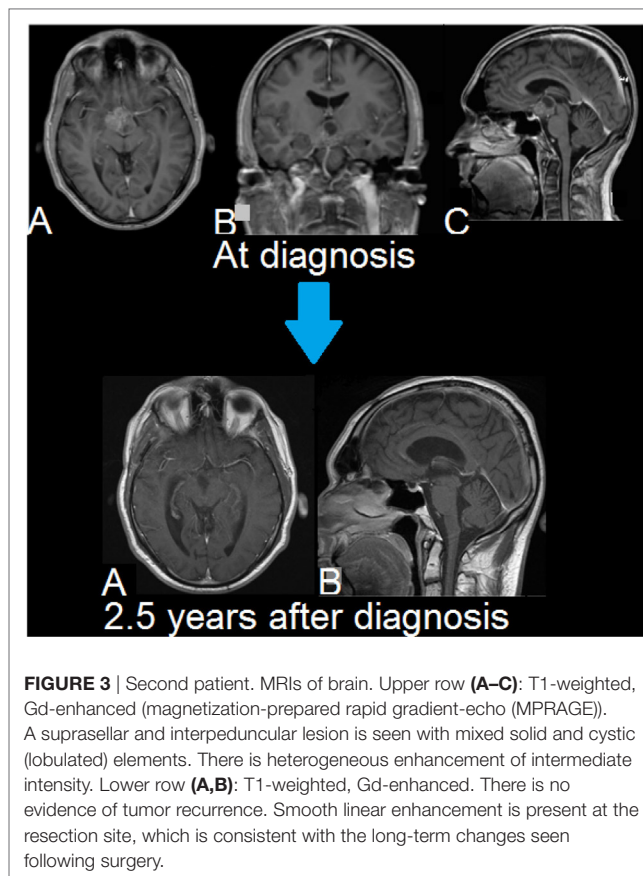 A
B
C
At diagnosis
A
B
2.5 years after diagnosis
FIGURE 3 | Second patient. MRIs of brain. Upper row (A–C): T1-weighted,
Gd-enhanced (magnetization-prepared rapid gradient-echo (MPRAGE)).
A suprasellar and interpeduncular lesion is seen with mixed solid and cystic
(lobulated) elements. There is heterogeneous enhancement of intermediate
intensity. Lower row (A,B): T1-weighted, Gd-enhanced. There is no
evidence of tumor recurrence. Smooth linear enhancement is present at the
resection site, which is consistent with the long-term changes seen
following surgery.